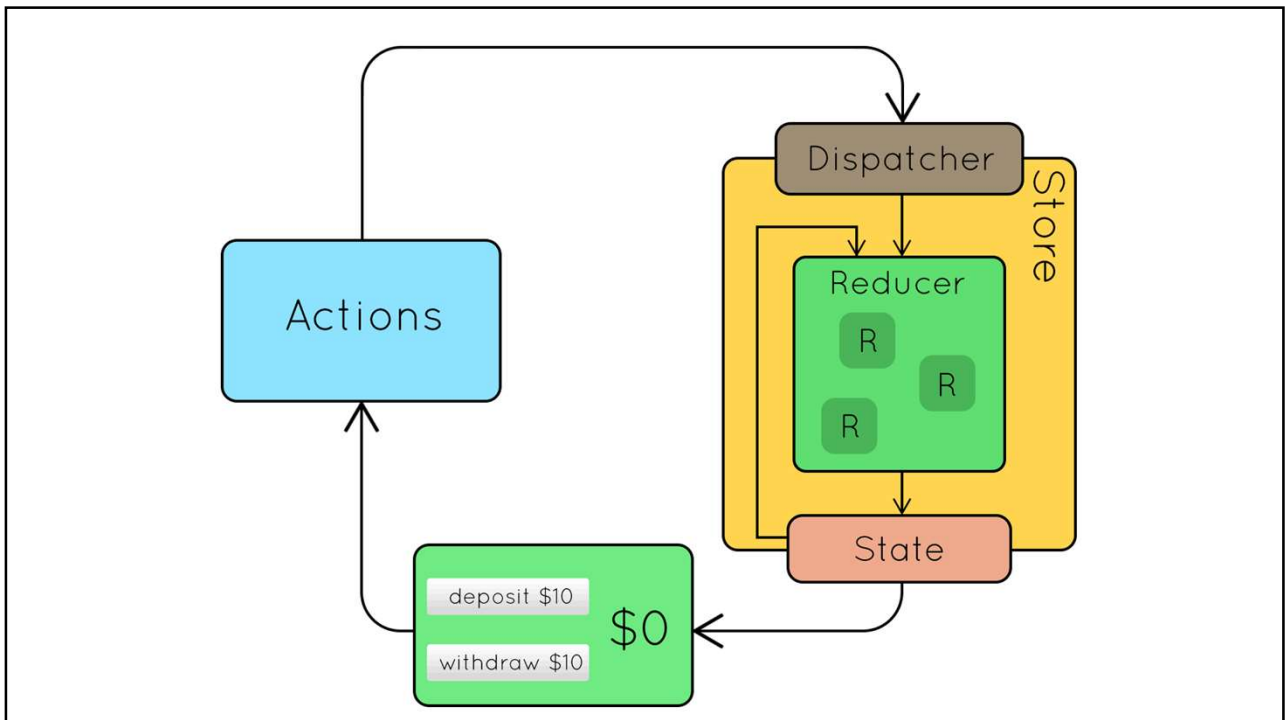 Dispatcher
Store
Reducer
R
R
R
Actions
State
deposit $10
$0
withdraw $10